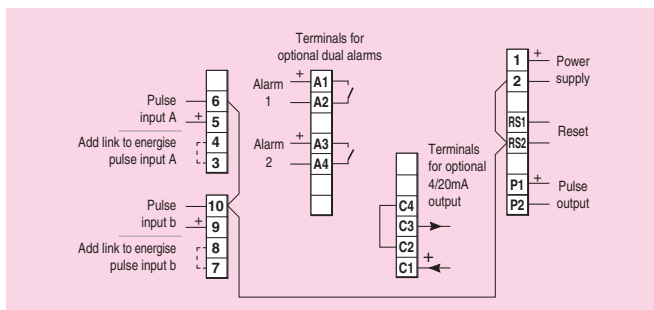 Terminals for
optional dual alarms
Pulse
input A
+
6
5
4
3
Add link to energise
pulse input A
Pulse
input b
+
10
9
8
7
Add link to energise
pulse input b
Alarm
1
+
A1
A2
Alarm
2
+
A3
A4
Terminals
for optional
4/20mA
output
C4
C3
C2
C1
+
1
2
+
Power
supply
RS1
RS2
Reset
P1
P2
+
Pulse
output